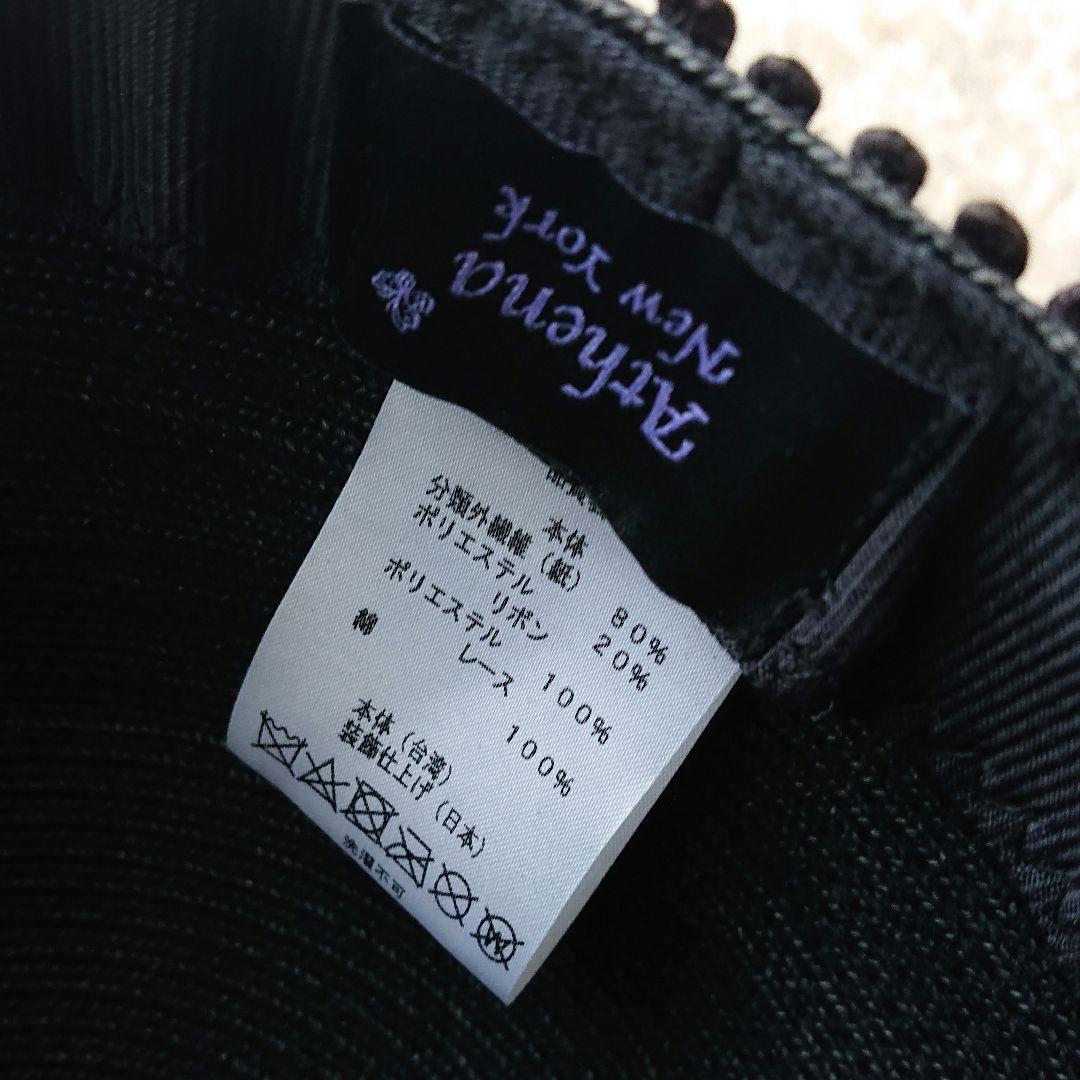 Athena
New York
本体
分類外繊維(紙) 80%
ポリエステル 20%
リボン
ポリエステル 100%
レース
綿 100%
本体(台湾)
装飾仕上げ(日本)
洗濯不可